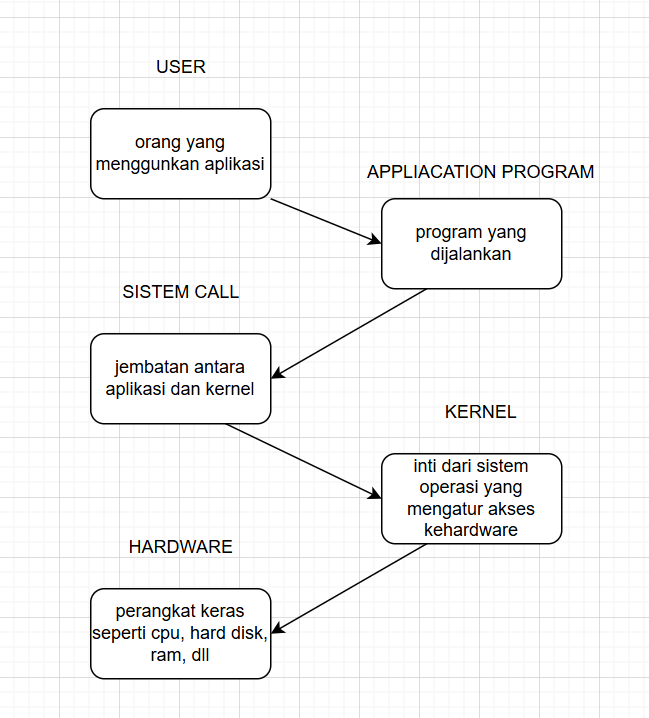 USER
orang yang
menggunkan aplikasi
APPLIACATION PROGRAM
program yang
dijalankan
SISTEM CALL
jembatan antara
aplikasi dan kernel
KERNEL
inti dari sistem
operasi yang
mengatur akses
kehardware
HARDWARE
perangkat keras
seperti cpu, hard disk,
ram, dll